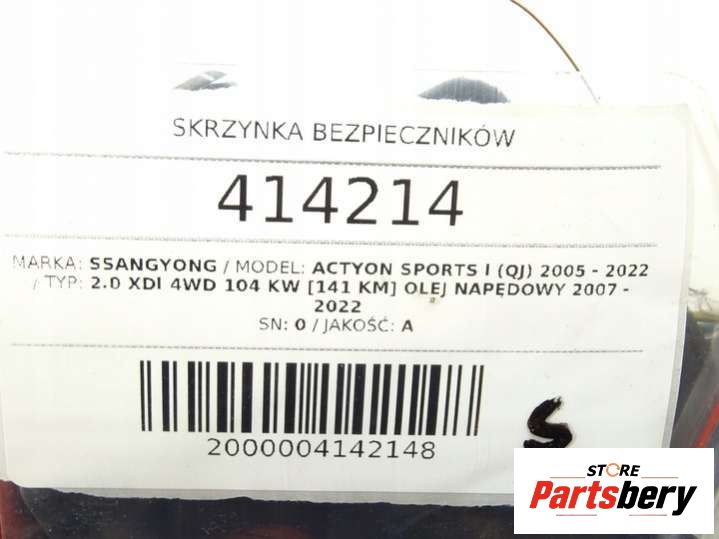 SKRZYNKA BEZPIECZNIKÓW
414214
MARKA: SSANGYONG / MODEL: ACTYON SPORTS I (QJ) 2005 - 2022
/ TYP: 2.0 XDI 4WD 104 KW [141 KM] OLEJ NAPĘDOWY 2007 -
2022
SN: 0 / JAKOŚĆ: A
2000004142148
S
STORE
Partsbery